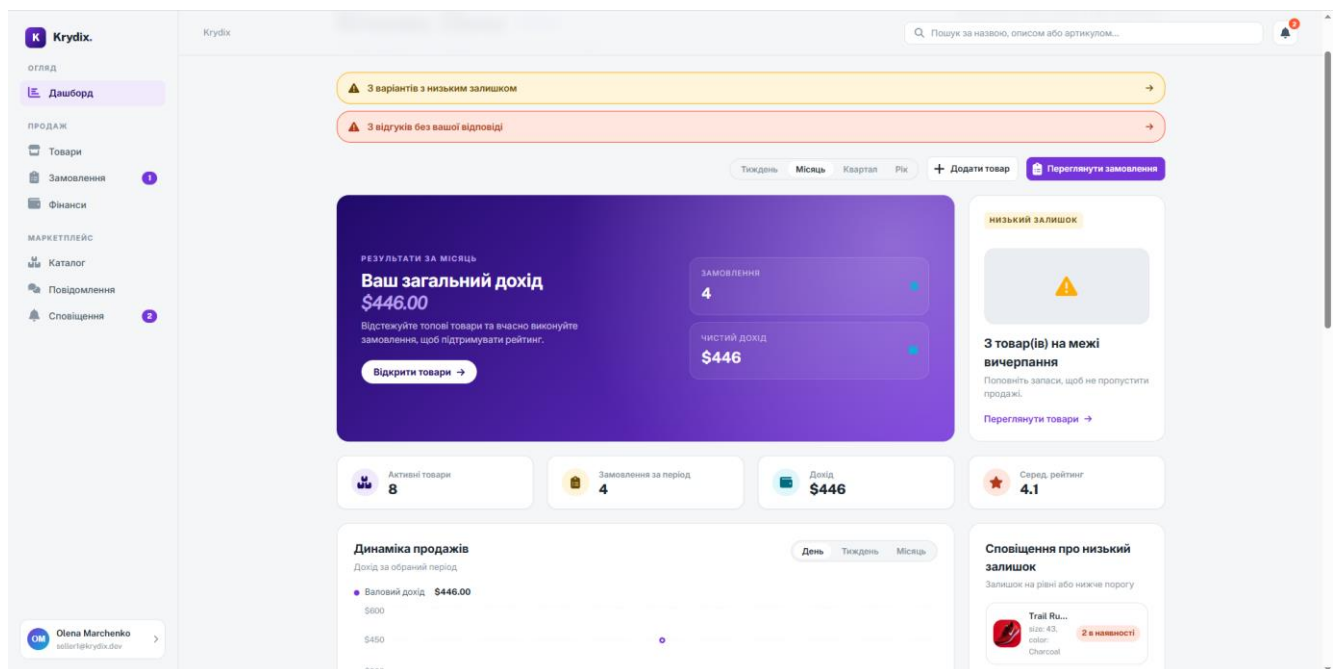 K Krydix.
Krydix
Пошук за назвою, описом або артикулом...
3
ОГЛЯД
Дашборд
ПРОДАЖ
Товари
Замовлення 1
Фінанси
МАРКЕТПЛЕЙС
Каталог
Повідомлення
Сповіщення 2
OM Olena Marchenko
seller1@krydix.dev
3 варіантів з низьким залишком →
3 відгуків без вашої відповіді →
Тиждень Місяць Квартал Рік + Додати товар Переглянути замовлення
РЕЗУЛЬТАТИ ЗА МІСЯЦЬ
Ваш загальний дохід
$446.00
Відстежуйте топові товари та вчасно виконуйте
замовлення, щоб підтримувати рейтинг.
Відкрити товари →
ЗАМОВЛЕННЯ
4
ЧИСТИЙ ДОХІД
$446
НИЗЬКИЙ ЗАЛИШОК
3 товар(ів) на межі
вичерпання
Поповніть запаси, щоб не пропустити
продажі.
Переглянути товари →
Активні товари
8
Замовлення за період
4
Дохід
$446
Серед. рейтинг
4.1
Динаміка продажів
Дохід за обраний період
День Тиждень Місяць
Валовий дохід $446.00
$600
$450
Сповіщення про низький
залишок
Залишок на рівні або нижче порогу
Trail Ru...
size: 43,
color:
Charcoal
2 в наявності